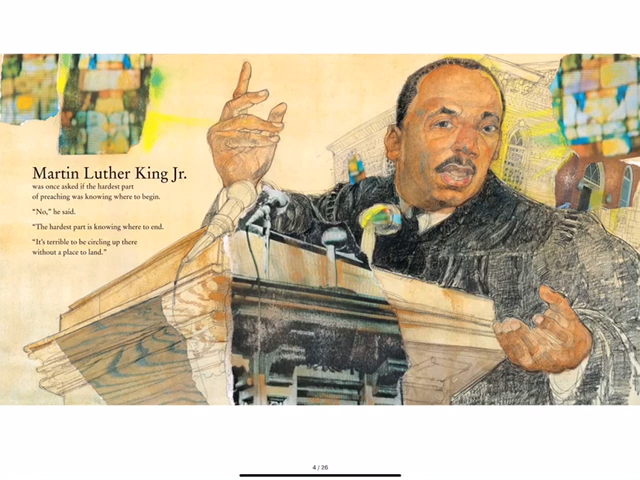 Martin Luther King Jr.
was once asked if the hardest part
of preaching was knowing where to begin.
“No,” he said.
“The hardest part is knowing where to end.
“It’s terrible to be circling up there
without a place to land.”
4 / 26